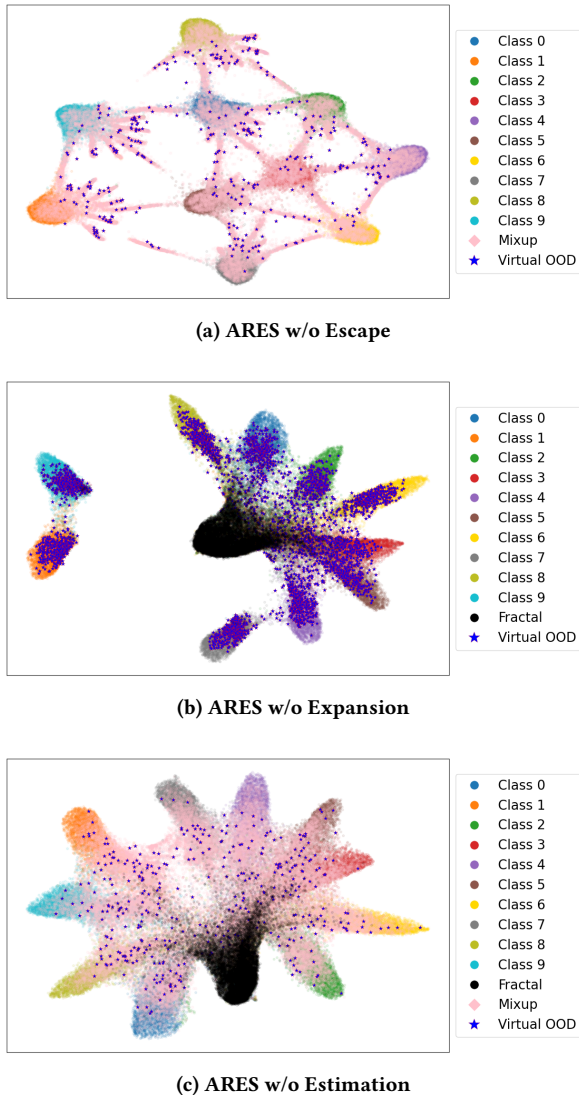 Class 0
Class 1
Class 2
Class 3
Class 4
Class 5
Class 6
Class 7
Class 8
Class 9
Mixup
Virtual OOD
(a) ARES w/o Escape
Class 0
Class 1
Class 2
Class 3
Class 4
Class 5
Class 6
Class 7
Class 8
Class 9
Fractal
Virtual OOD
(b) ARES w/o Expansion
Class 0
Class 1
Class 2
Class 3
Class 4
Class 5
Class 6
Class 7
Class 8
Class 9
Fractal
Mixup
Virtual OOD
(c) ARES w/o Estimation